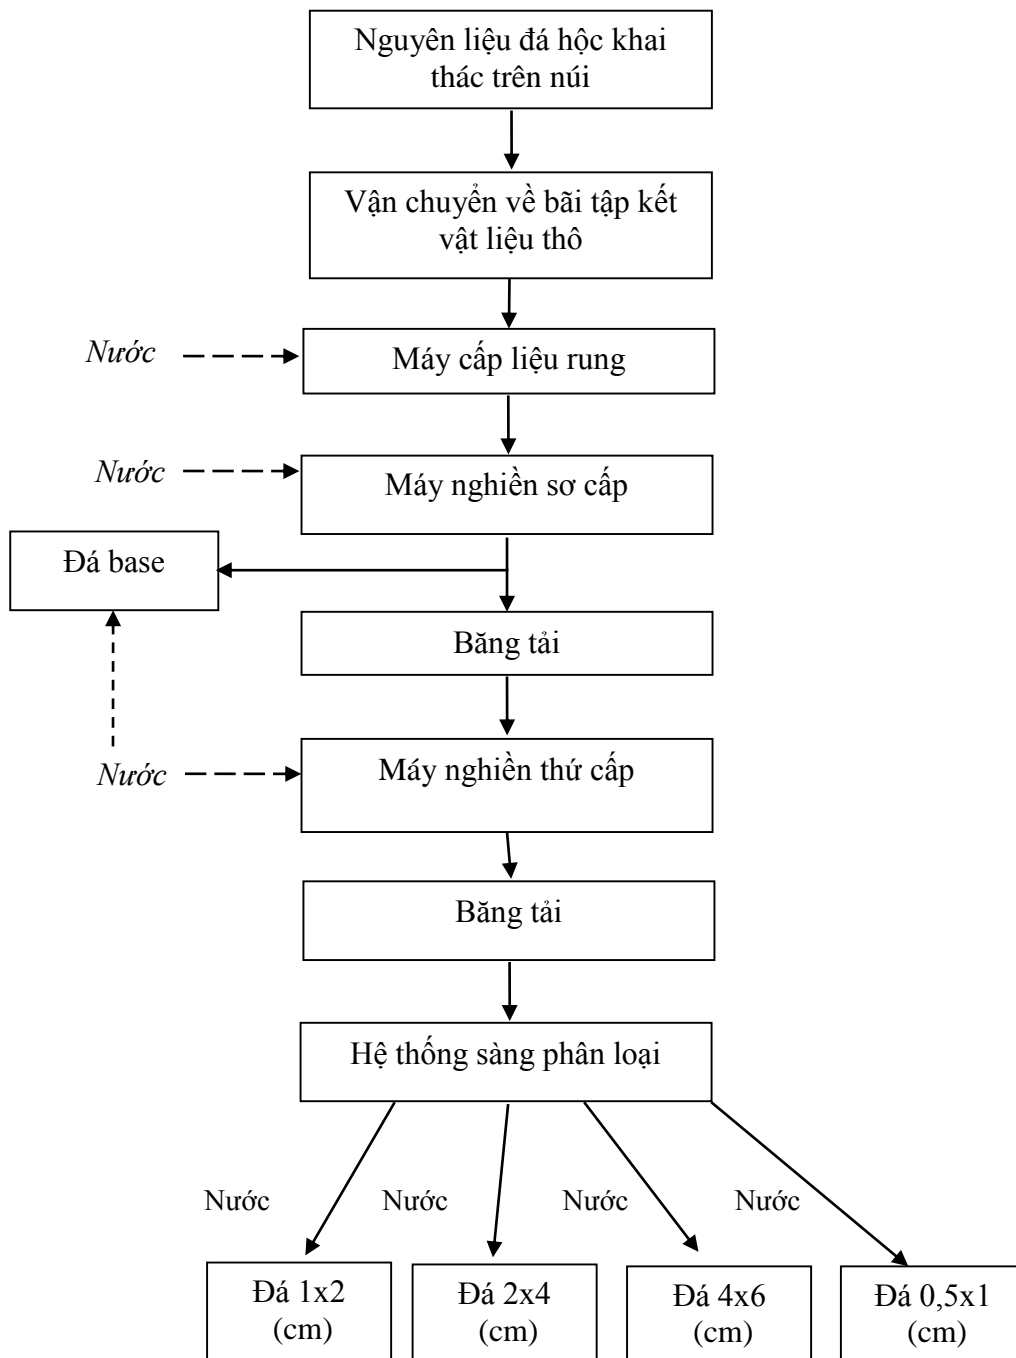 Nguyên liệu đá hộc khai
thác trên núi
Vận chuyển về bãi tập kết
vật liệu thô
Nước
Máy cấp liệu rung
Nước
Máy nghiền sơ cấp
Đá base
Băng tải
Nước
Máy nghiền thứ cấp
Băng tải
Hệ thống sàng phân loại
Nước
Nước
Nước
Nước
Đá 1x2
(cm)
Đá 2x4
(cm)
Đá 4x6
(cm)
Đá 0,5x1
(cm)